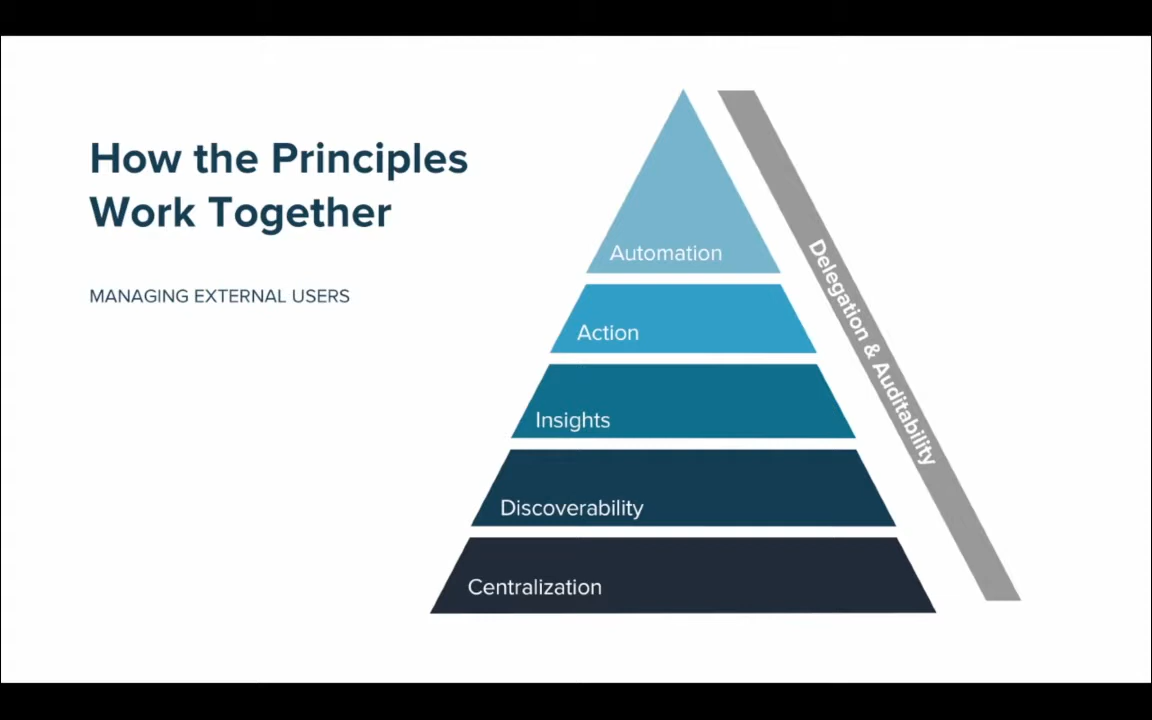 How the Principles
Work Together
MANAGING EXTERNAL USERS
Automation
Action
Insights
Discoverability
Centralization
Delegation & Auditability